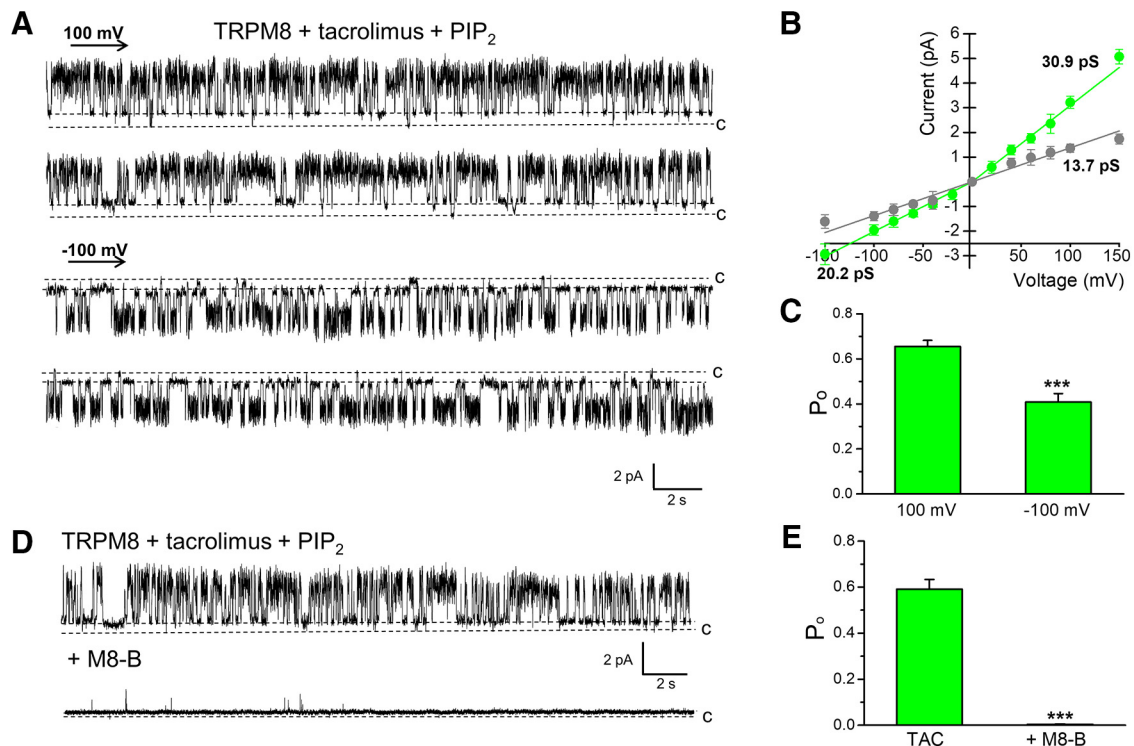 A
100 mV
TRPM8 + tacrolimus + PIP2
c
c
-100 mV
c
c
2 pA
2 s
B
Current (pA)
6
5
4
3
2
1
-1
-2
-3
30.9 pS
13.7 pS
20.2 pS
-100
-50
50
100
150
Voltage (mV)
C
Po
0.8
0.6
0.4
0.2
0.0
***
100 mV
-100 mV
D
TRPM8 + tacrolimus + PIP2
c
+ M8-B
2 pA
2 s
c
E
Po
0.8
0.6
0.4
0.2
0.0
***
TAC
+ M8-B